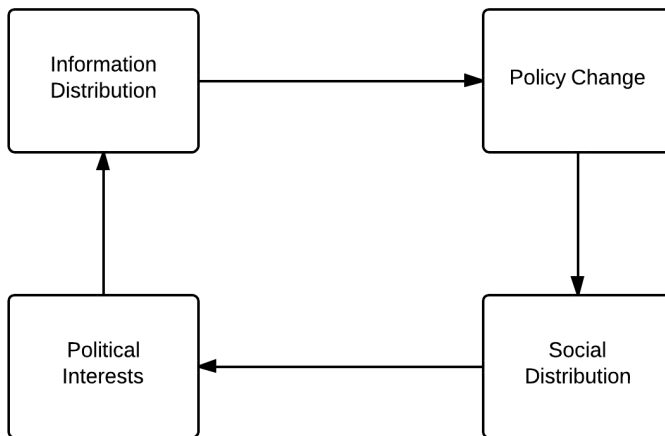 Information
Distribution
Policy Change
Political
Interests
Social
Distribution